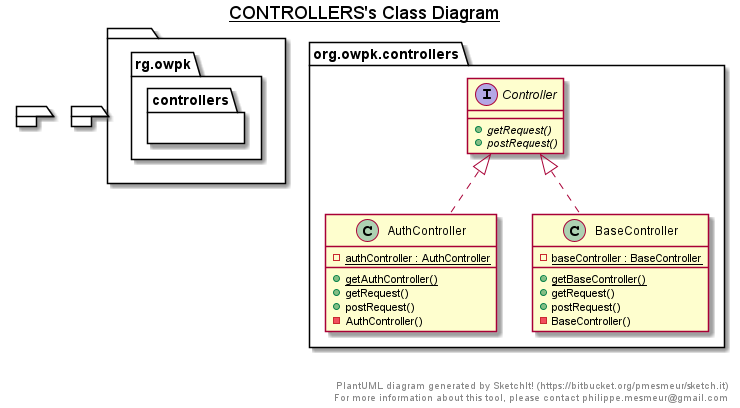 CONTROLLERS's Class Diagram
rg.owpk
controllers
org.owpk.controllers
I Controller
getRequest()
postRequest()
C AuthController
authController : AuthController
getAuthController()
getRequest()
postRequest()
AuthController()
C BaseController
baseController : BaseController
getBaseController()
getRequest()
postRequest()
BaseController()
PlantUML diagram generated by SketchIt! (https://bitbucket.org/pmesmeur/sketch.it)
For more information about this tool, please contact philippe.mesmeur@gmail.com